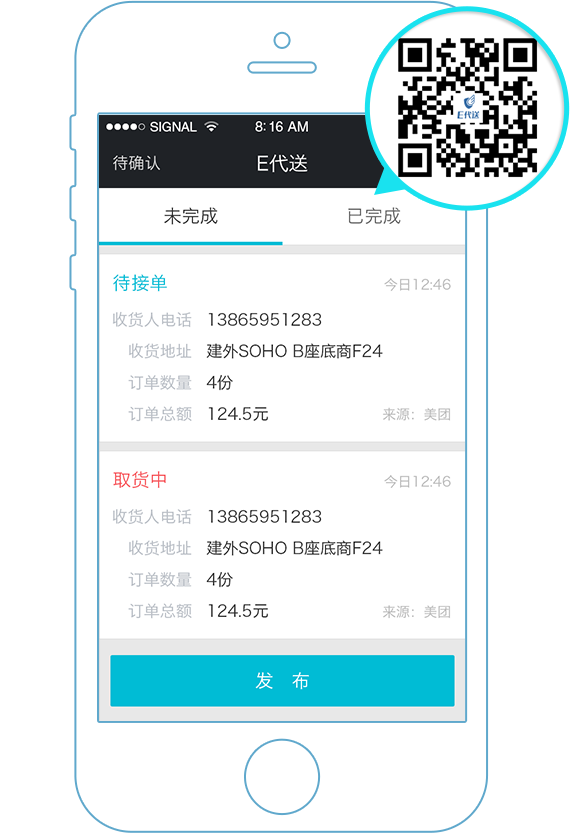 SIGNAL 8:16 AM
E代送
待确认 E代送
未完成 已完成
待接单 今日12:46
收货人电话 13865951283
收货地址 建外SOHO B座底商F24
订单数量 4份
订单总额 124.5元 来源：美团
取货中 今日12:46
收货人电话 13865951283
收货地址 建外SOHO B座底商F24
订单数量 4份
订单总额 124.5元 来源：美团
发 布